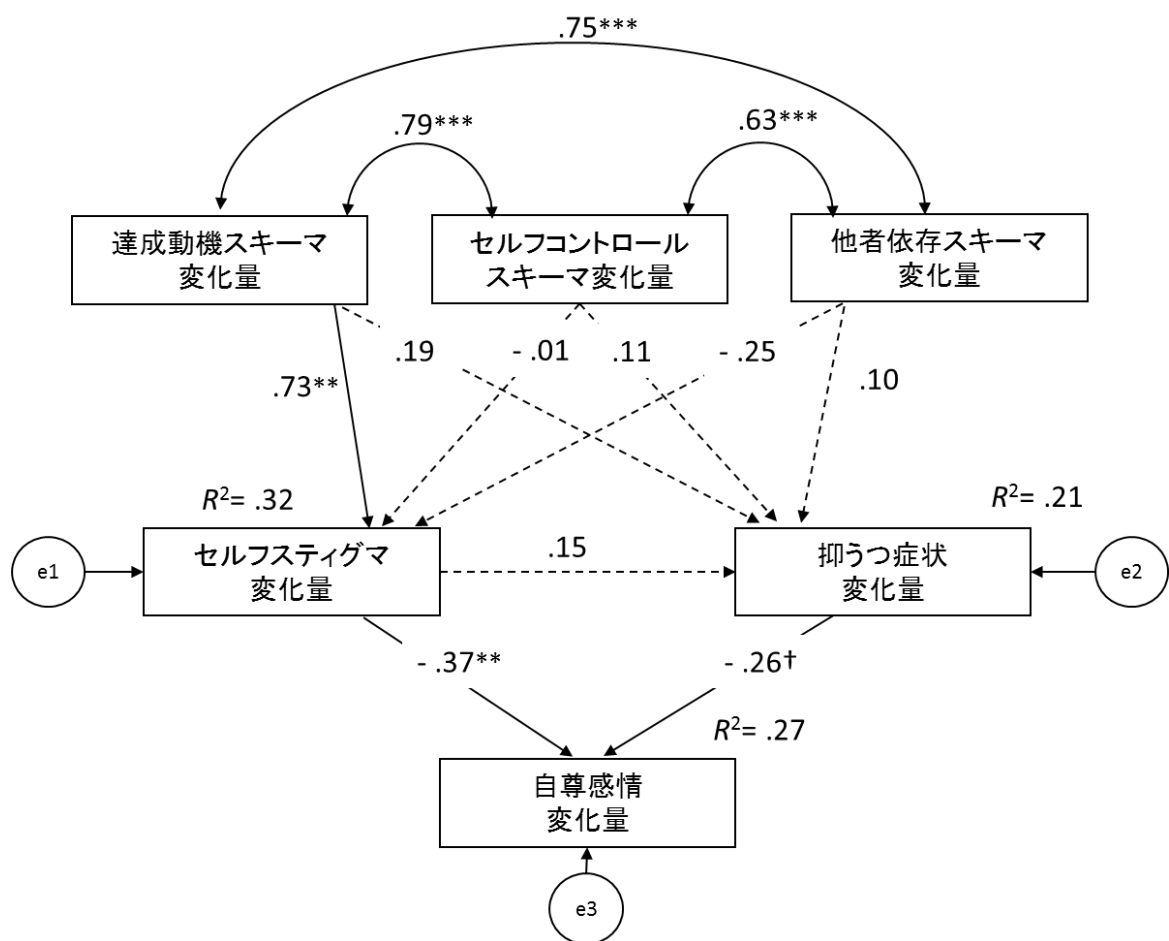 .75***
.79***
.63***
達成動機スキーマ
変化量
セルフコントロール
スキーマ変化量
他者依存スキーマ
変化量
.19
- .01
.11
- .25
.73**
.10
R²= .32
R²= .21
e1
セルフスティグマ
変化量
.15
抑うつ症状
変化量
e2
- .37**
- .26†
R²= .27
自尊感情
変化量
e3